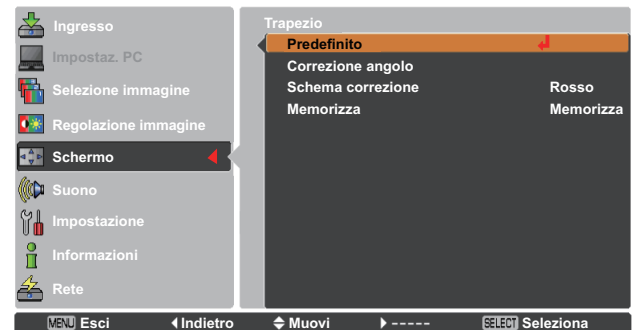 Ingresso
Impostaz. PC
Selezione immagine
Regolazione immagine
Schermo
Suono
Impostazione
Informazioni
Rete
Trapezio
Predefinito
Correzione angolo
Schema correzione Rosso
Memorizza Memorizza
MENU Esci Indietro Muovi ----- SELECT Seleziona